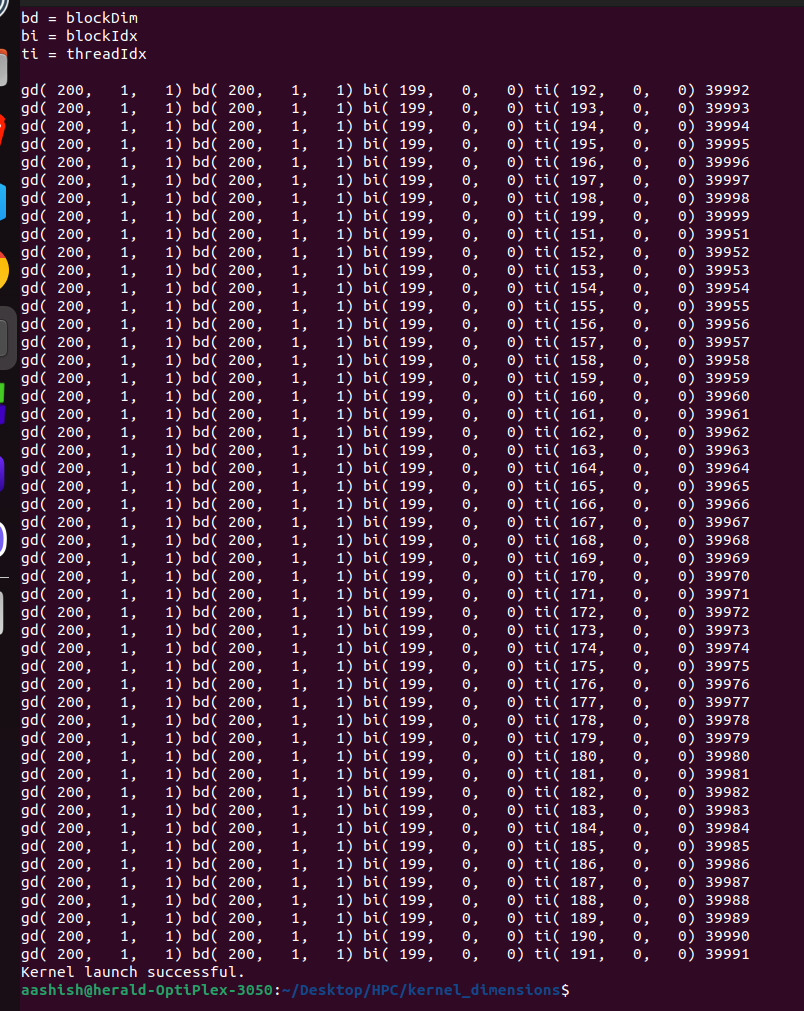 bd = blockDim
bi = blockIdx
ti = threadIdx
gd( 200,   1,   1) bd( 200,   1,   1) bi( 199,   0,   0) ti( 192,   0,   0) 39992
gd( 200,   1,   1) bd( 200,   1,   1) bi( 199,   0,   0) ti( 193,   0,   0) 39993
gd( 200,   1,   1) bd( 200,   1,   1) bi( 199,   0,   0) ti( 194,   0,   0) 39994
gd( 200,   1,   1) bd( 200,   1,   1) bi( 199,   0,   0) ti( 195,   0,   0) 39995
gd( 200,   1,   1) bd( 200,   1,   1) bi( 199,   0,   0) ti( 196,   0,   0) 39996
gd( 200,   1,   1) bd( 200,   1,   1) bi( 199,   0,   0) ti( 197,   0,   0) 39997
gd( 200,   1,   1) bd( 200,   1,   1) bi( 199,   0,   0) ti( 198,   0,   0) 39998
gd( 200,   1,   1) bd( 200,   1,   1) bi( 199,   0,   0) ti( 199,   0,   0) 39999
gd( 200,   1,   1) bd( 200,   1,   1) bi( 199,   0,   0) ti( 151,   0,   0) 39951
gd( 200,   1,   1) bd( 200,   1,   1) bi( 199,   0,   0) ti( 152,   0,   0) 39952
gd( 200,   1,   1) bd( 200,   1,   1) bi( 199,   0,   0) ti( 153,   0,   0) 39953
gd( 200,   1,   1) bd( 200,   1,   1) bi( 199,   0,   0) ti( 154,   0,   0) 39954
gd( 200,   1,   1) bd( 200,   1,   1) bi( 199,   0,   0) ti( 155,   0,   0) 39955
gd( 200,   1,   1) bd( 200,   1,   1) bi( 199,   0,   0) ti( 156,   0,   0) 39956
gd( 200,   1,   1) bd( 200,   1,   1) bi( 199,   0,   0) ti( 157,   0,   0) 39957
gd( 200,   1,   1) bd( 200,   1,   1) bi( 199,   0,   0) ti( 158,   0,   0) 39958
gd( 200,   1,   1) bd( 200,   1,   1) bi( 199,   0,   0) ti( 159,   0,   0) 39959
gd( 200,   1,   1) bd( 200,   1,   1) bi( 199,   0,   0) ti( 160,   0,   0) 39960
gd( 200,   1,   1) bd( 200,   1,   1) bi( 199,   0,   0) ti( 161,   0,   0) 39961
gd( 200,   1,   1) bd( 200,   1,   1) bi( 199,   0,   0) ti( 162,   0,   0) 39962
gd( 200,   1,   1) bd( 200,   1,   1) bi( 199,   0,   0) ti( 163,   0,   0) 39963
gd( 200,   1,   1) bd( 200,   1,   1) bi( 199,   0,   0) ti( 164,   0,   0) 39964
gd( 200,   1,   1) bd( 200,   1,   1) bi( 199,   0,   0) ti( 165,   0,   0) 39965
gd( 200,   1,   1) bd( 200,   1,   1) bi( 199,   0,   0) ti( 166,   0,   0) 39966
gd( 200,   1,   1) bd( 200,   1,   1) bi( 199,   0,   0) ti( 167,   0,   0) 39967
gd( 200,   1,   1) bd( 200,   1,   1) bi( 199,   0,   0) ti( 168,   0,   0) 39968
gd( 200,   1,   1) bd( 200,   1,   1) bi( 199,   0,   0) ti( 169,   0,   0) 39969
gd( 200,   1,   1) bd( 200,   1,   1) bi( 199,   0,   0) ti( 170,   0,   0) 39970
gd( 200,   1,   1) bd( 200,   1,   1) bi( 199,   0,   0) ti( 171,   0,   0) 39971
gd( 200,   1,   1) bd( 200,   1,   1) bi( 199,   0,   0) ti( 172,   0,   0) 39972
gd( 200,   1,   1) bd( 200,   1,   1) bi( 199,   0,   0) ti( 173,   0,   0) 39973
gd( 200,   1,   1) bd( 200,   1,   1) bi( 199,   0,   0) ti( 174,   0,   0) 39974
gd( 200,   1,   1) bd( 200,   1,   1) bi( 199,   0,   0) ti( 175,   0,   0) 39975
gd( 200,   1,   1) bd( 200,   1,   1) bi( 199,   0,   0) ti( 176,   0,   0) 39976
gd( 200,   1,   1) bd( 200,   1,   1) bi( 199,   0,   0) ti( 177,   0,   0) 39977
gd( 200,   1,   1) bd( 200,   1,   1) bi( 199,   0,   0) ti( 178,   0,   0) 39978
gd( 200,   1,   1) bd( 200,   1,   1) bi( 199,   0,   0) ti( 179,   0,   0) 39979
gd( 200,   1,   1) bd( 200,   1,   1) bi( 199,   0,   0) ti( 180,   0,   0) 39980
gd( 200,   1,   1) bd( 200,   1,   1) bi( 199,   0,   0) ti( 181,   0,   0) 39981
gd( 200,   1,   1) bd( 200,   1,   1) bi( 199,   0,   0) ti( 182,   0,   0) 39982
gd( 200,   1,   1) bd( 200,   1,   1) bi( 199,   0,   0) ti( 183,   0,   0) 39983
gd( 200,   1,   1) bd( 200,   1,   1) bi( 199,   0,   0) ti( 184,   0,   0) 39984
gd( 200,   1,   1) bd( 200,   1,   1) bi( 199,   0,   0) ti( 185,   0,   0) 39985
gd( 200,   1,   1) bd( 200,   1,   1) bi( 199,   0,   0) ti( 186,   0,   0) 39986
gd( 200,   1,   1) bd( 200,   1,   1) bi( 199,   0,   0) ti( 187,   0,   0) 39987
gd( 200,   1,   1) bd( 200,   1,   1) bi( 199,   0,   0) ti( 188,   0,   0) 39988
gd( 200,   1,   1) bd( 200,   1,   1) bi( 199,   0,   0) ti( 189,   0,   0) 39989
gd( 200,   1,   1) bd( 200,   1,   1) bi( 199,   0,   0) ti( 190,   0,   0) 39990
gd( 200,   1,   1) bd( 200,   1,   1) bi( 199,   0,   0) ti( 191,   0,   0) 39991
Kernel launch successful.
aashish@herald-OptiPlex-3050:~/Desktop/HPC/kernel_dimensions$